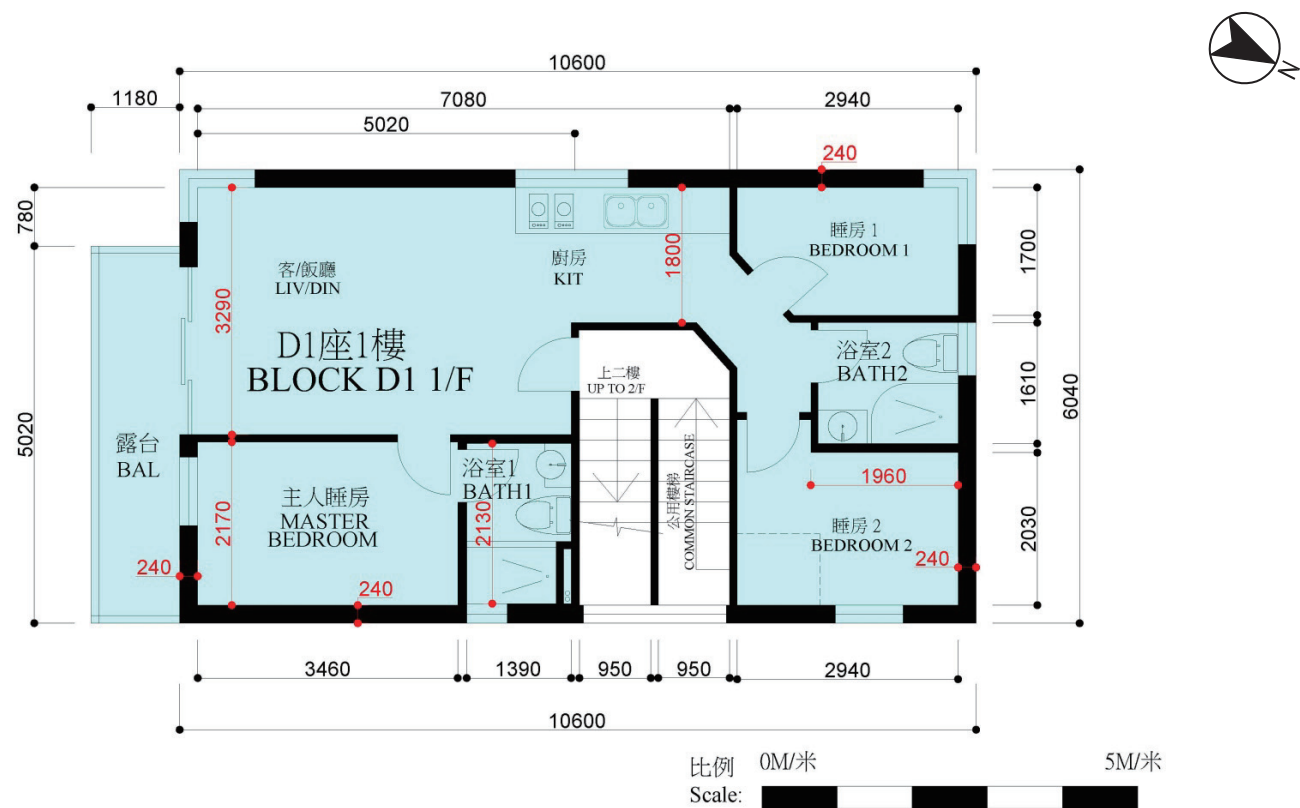 N
10600
1180
7080
2940
5020
240
780
5020
3290
1800
睡房 1
BEDROOM 1
1700
客/飯廳
LIV/DIN
廚房
KIT
D1座1樓
BLOCK D1 1/F
上二樓
UP TO 2/F
浴室2
BATH2
1610
6040
露台
BAL
主人睡房
MASTER
BEDROOM
2170
浴室1
BATH1
2130
公用樓梯
COMMON STAIRCASE
1960
睡房 2
BEDROOM 2
2030
240
240
240
3460
1390
950
950
2940
10600
比例
Scale:
0M/米
5M/米